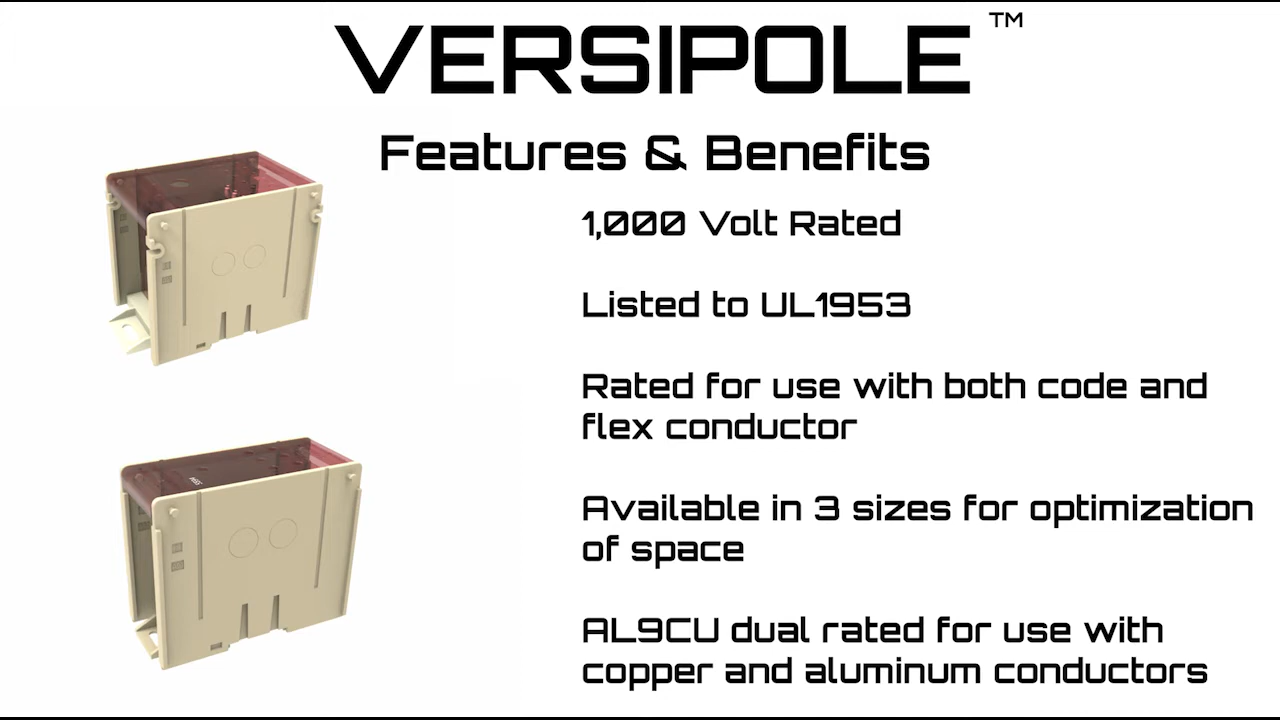 VERSIPOLE™
Features & Benefits
1,000 Volt Rated
Listed to UL1953
Rated for use with both code and
flex conductor
Available in 3 sizes for optimization
of space
AL9CU dual rated for use with
copper and aluminum conductors